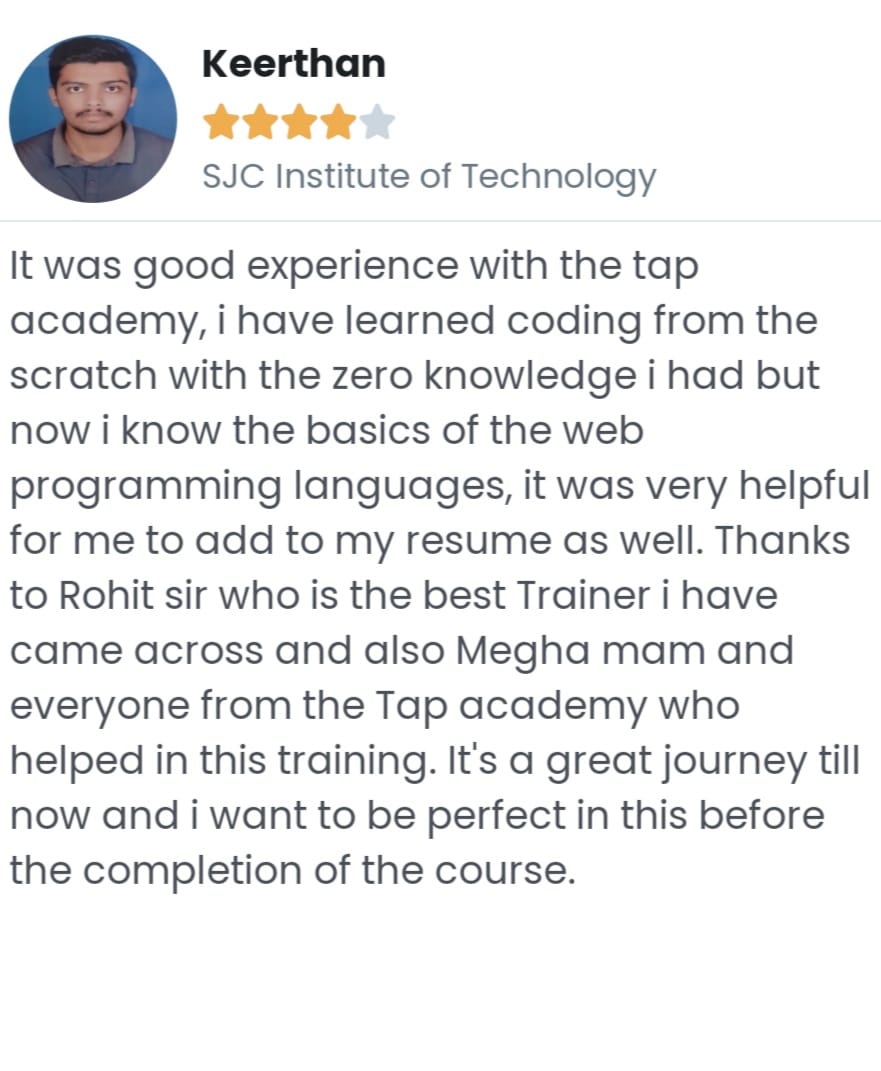 Keerthan
SJC Institute of Technology
It was good experience with the tap
academy, i have learned coding from the
scratch with the zero knowledge i had but
now i know the basics of the web
programming languages, it was very helpful
for me to add to my resume as well. Thanks
to Rohit sir who is the best Trainer i have
came across and also Megha mam and
everyone from the Tap academy who
helped in this training. It's a great journey till
now and i want to be perfect in this before
the completion of the course.